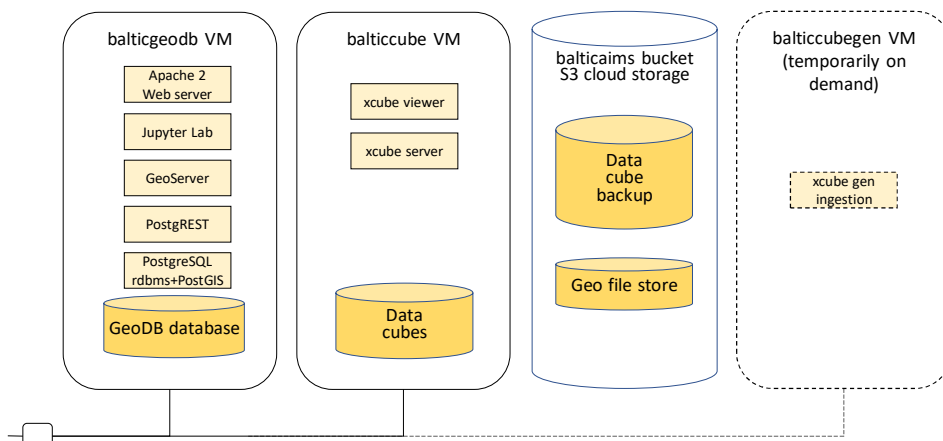 balticgeodb VM
Apache 2
Web server
Jupyter Lab
GeoServer
PostgREST
PostgreSQL
rdbms+PostGIS
GeoDB database
balticcube VM
xcube viewer
xcube server
Data
cubes
balticaims bucket
S3 cloud storage
Data
cube
backup
Geo file store
balticcubegen VM
(temporarily on
demand)
xcube gen
ingestion